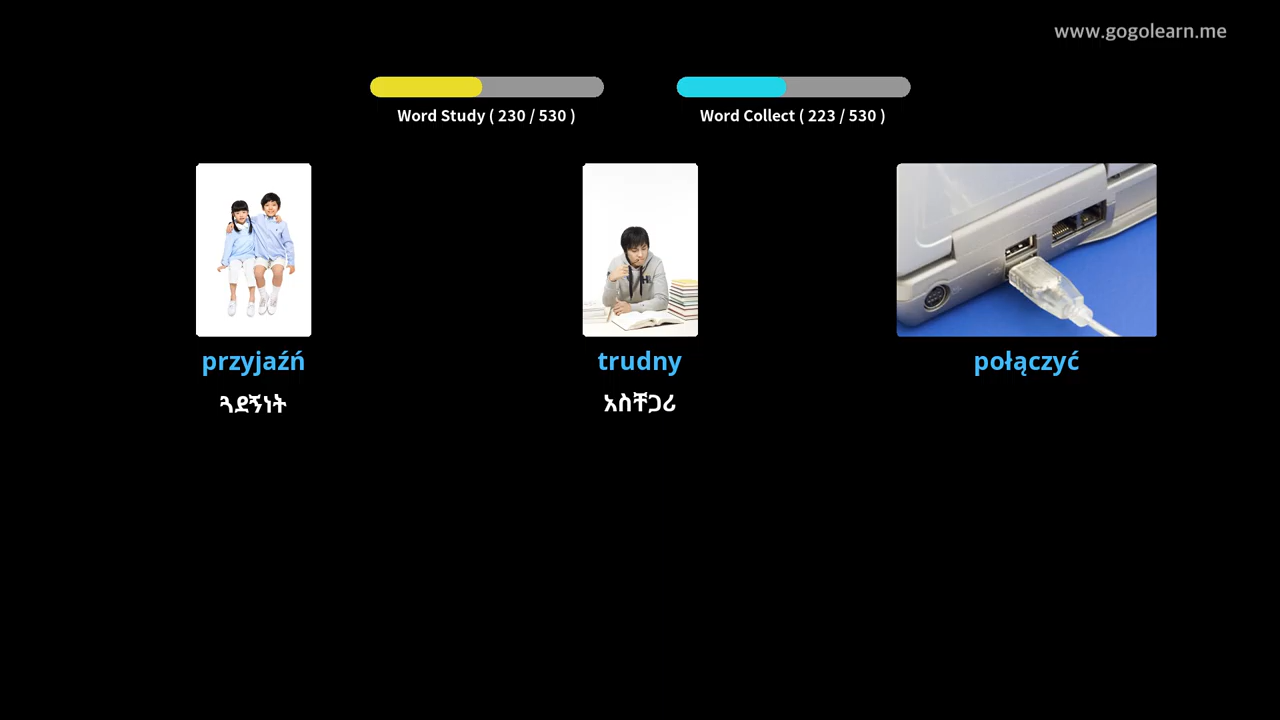 www.gogolearn.me
Word Study ( 230 / 530 )
Word Collect ( 223 / 530 )
przyjaźń
trudny
połączyć
ጓደኝነት
አስቸጋሪ